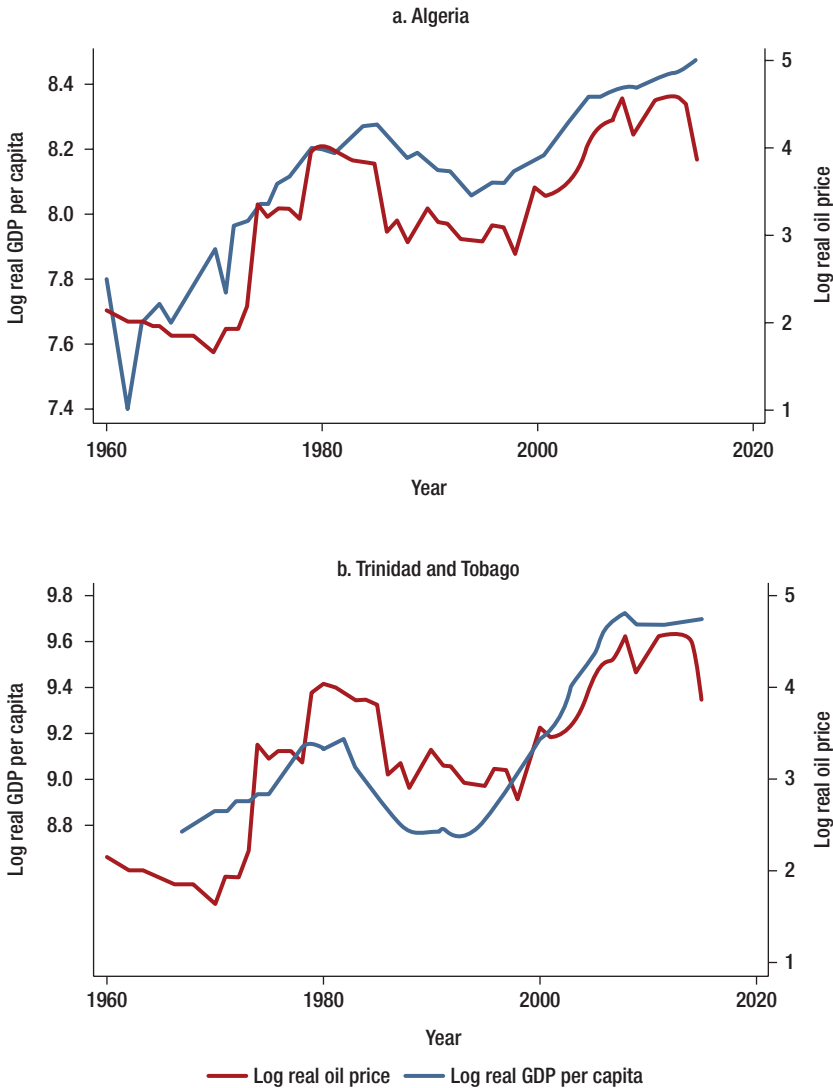 a. Algeria
8.4
8.2
8.0
7.8
7.6
7.4
Log real GDP per capita
5
4
3
2
1
Log real oil price
1960 1980 2000 2020
Year
b. Trinidad and Tobago
9.8
9.6
9.4
9.2
9.0
8.8
Log real GDP per capita
5
4
3
2
1
Log real oil price
1960 1980 2000 2020
Year
Log real oil price Log real GDP per capita